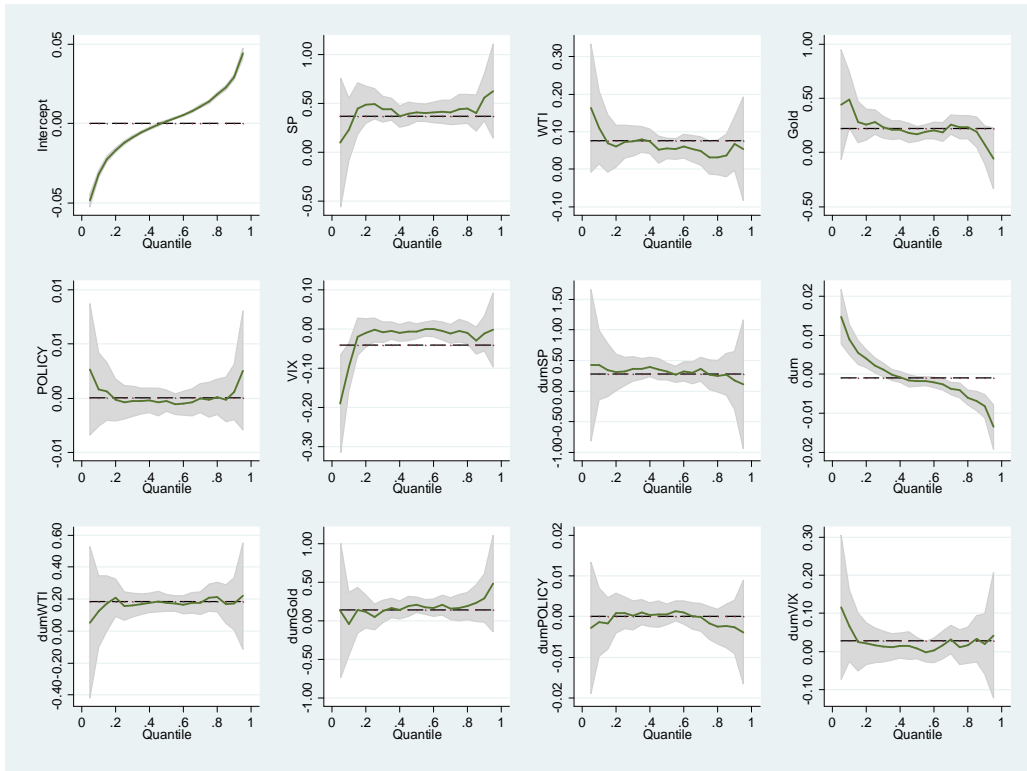 Intercept
0.05
0.00
-0.05
0 .2 .4 .6 .8 1
Quantile
SP
1.00
0.50
0.00
-0.50
0 .2 .4 .6 .8 1
Quantile
WTI
0.30
0.20
0.10
0.00
-0.10
0 .2 .4 .6 .8 1
Quantile
Gold
1.00
0.50
0.00
-0.50
0 .2 .4 .6 .8 1
Quantile
POLICY
0.01
0.01
0.00
-0.01
0 .2 .4 .6 .8 1
Quantile
VIX
0.10
0.00
-0.10
-0.20
-0.30
0 .2 .4 .6 .8 1
Quantile
dumSP
1.50
1.00
0.50
0.00
-0.50
-1.00
0 .2 .4 .6 .8 1
Quantile
dum
0.02
0.01
0.00
-0.01
-0.02
0 .2 .4 .6 .8 1
Quantile
dumWTI
0.60
0.40
0.20
0.00
-0.20
-0.40
0 .2 .4 .6 .8 1
Quantile
dumGold
1.00
0.50
0.00
-0.50
-1.00
0 .2 .4 .6 .8 1
Quantile
dumPOLICY
0.02
0.01
0.00
-0.01
-0.02
0 .2 .4 .6 .8 1
Quantile
dumVIX
0.30
0.20
0.10
0.00
-0.10
0 .2 .4 .6 .8 1
Quantile